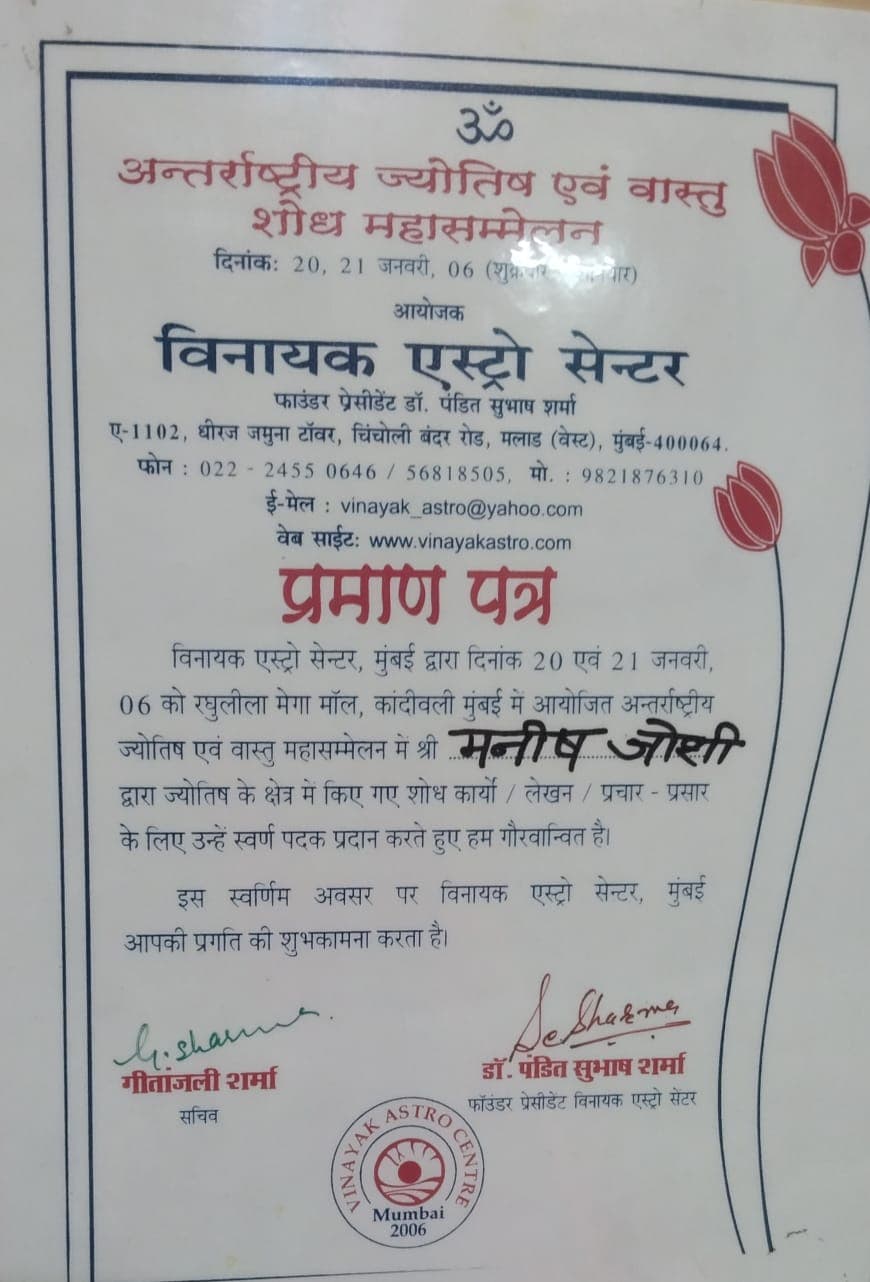 ॐ
अन्तर्राष्ट्रीय ज्योतिष एवं वास्तु
शोध महासम्मेलन
दिनांक: 20, 21 जनवरी, 06 (शुक्रवार
आयोजक
विनायक एस्ट्रो सेन्टर
फाउंडर प्रेसीडेंट डॉ. पंडित सुभाष शर्मा
ए-1102, धीरज जमुना टॉवर, चिंचोली बंदर रोड, मलाड (वेस्ट), मुंबई-400064.
फोन : 022 - 2455 0646 / 56818505, मो. : 9821876310
ई-मेल : vinayak_astro@yahoo.com
वेब साईट: www.vinayakastro.com
प्रमाण पत्र
विनायक एस्ट्रो सेन्टर, मुंबई द्वारा दिनांक 20 एवं 21 जनवरी,
06 को रघुलीला मेगा मॉल, कांदीवली मुंबई में आयोजित अन्तर्राष्ट्रीय
ज्योतिष एवं वास्तु महासम्मेलन में श्री मनीष जोशी
द्वारा ज्योतिष के क्षेत्र में किए गए शोध कार्यो / लेखन / प्रचार - प्रसार
के लिए उन्हें स्वर्ण पदक प्रदान करते हुए हम गौरवान्वित है।
इस स्वर्णिम अवसर पर विनायक एस्ट्रो सेन्टर, मुंबई
आपकी प्रगति की शुभकामना करता है।
G. Sharma
गीतांजली शर्मा
सचिव
Sharma
डॉ. पंडित सुभाष शर्मा
फॉउंडर प्रेसीडेंट विनायक एस्ट्रो सेंटर
VINAYAK ASTRO CENTRE
Mumbai
2006